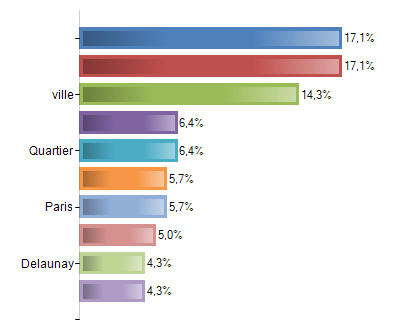 17,1%
17,1%
ville 14,3%
6,4%
Quartier 6,4%
5,7%
Paris 5,7%
5,0%
Delaunay 4,3%
4,3%